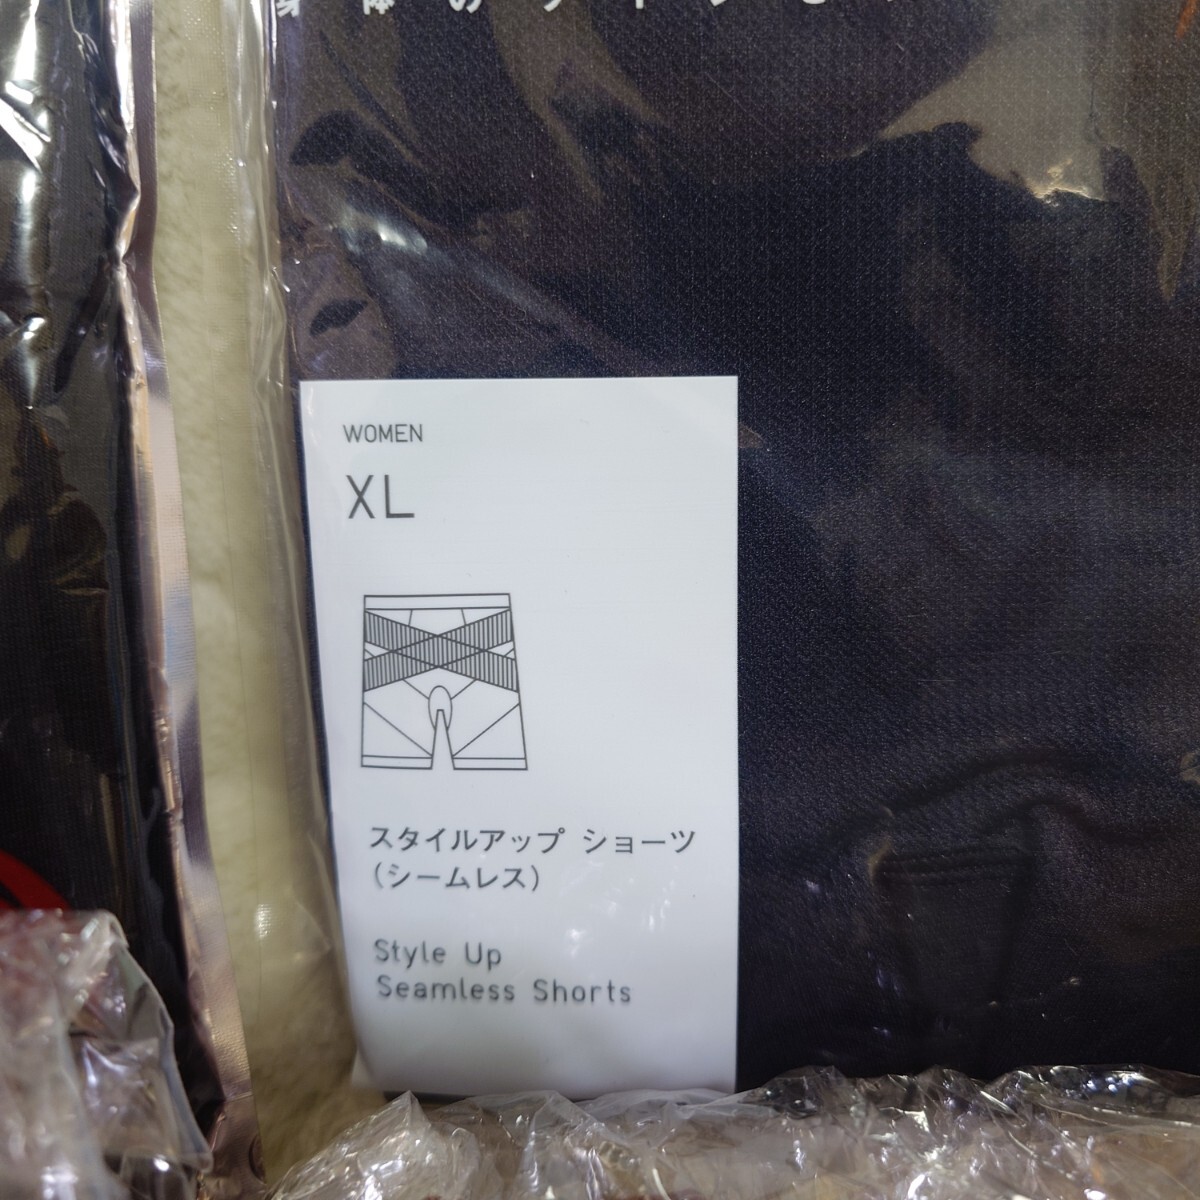 WOMEN
XL
スタイルアップ ショーツ
(シームレス)
Style Up
Seamless Shorts